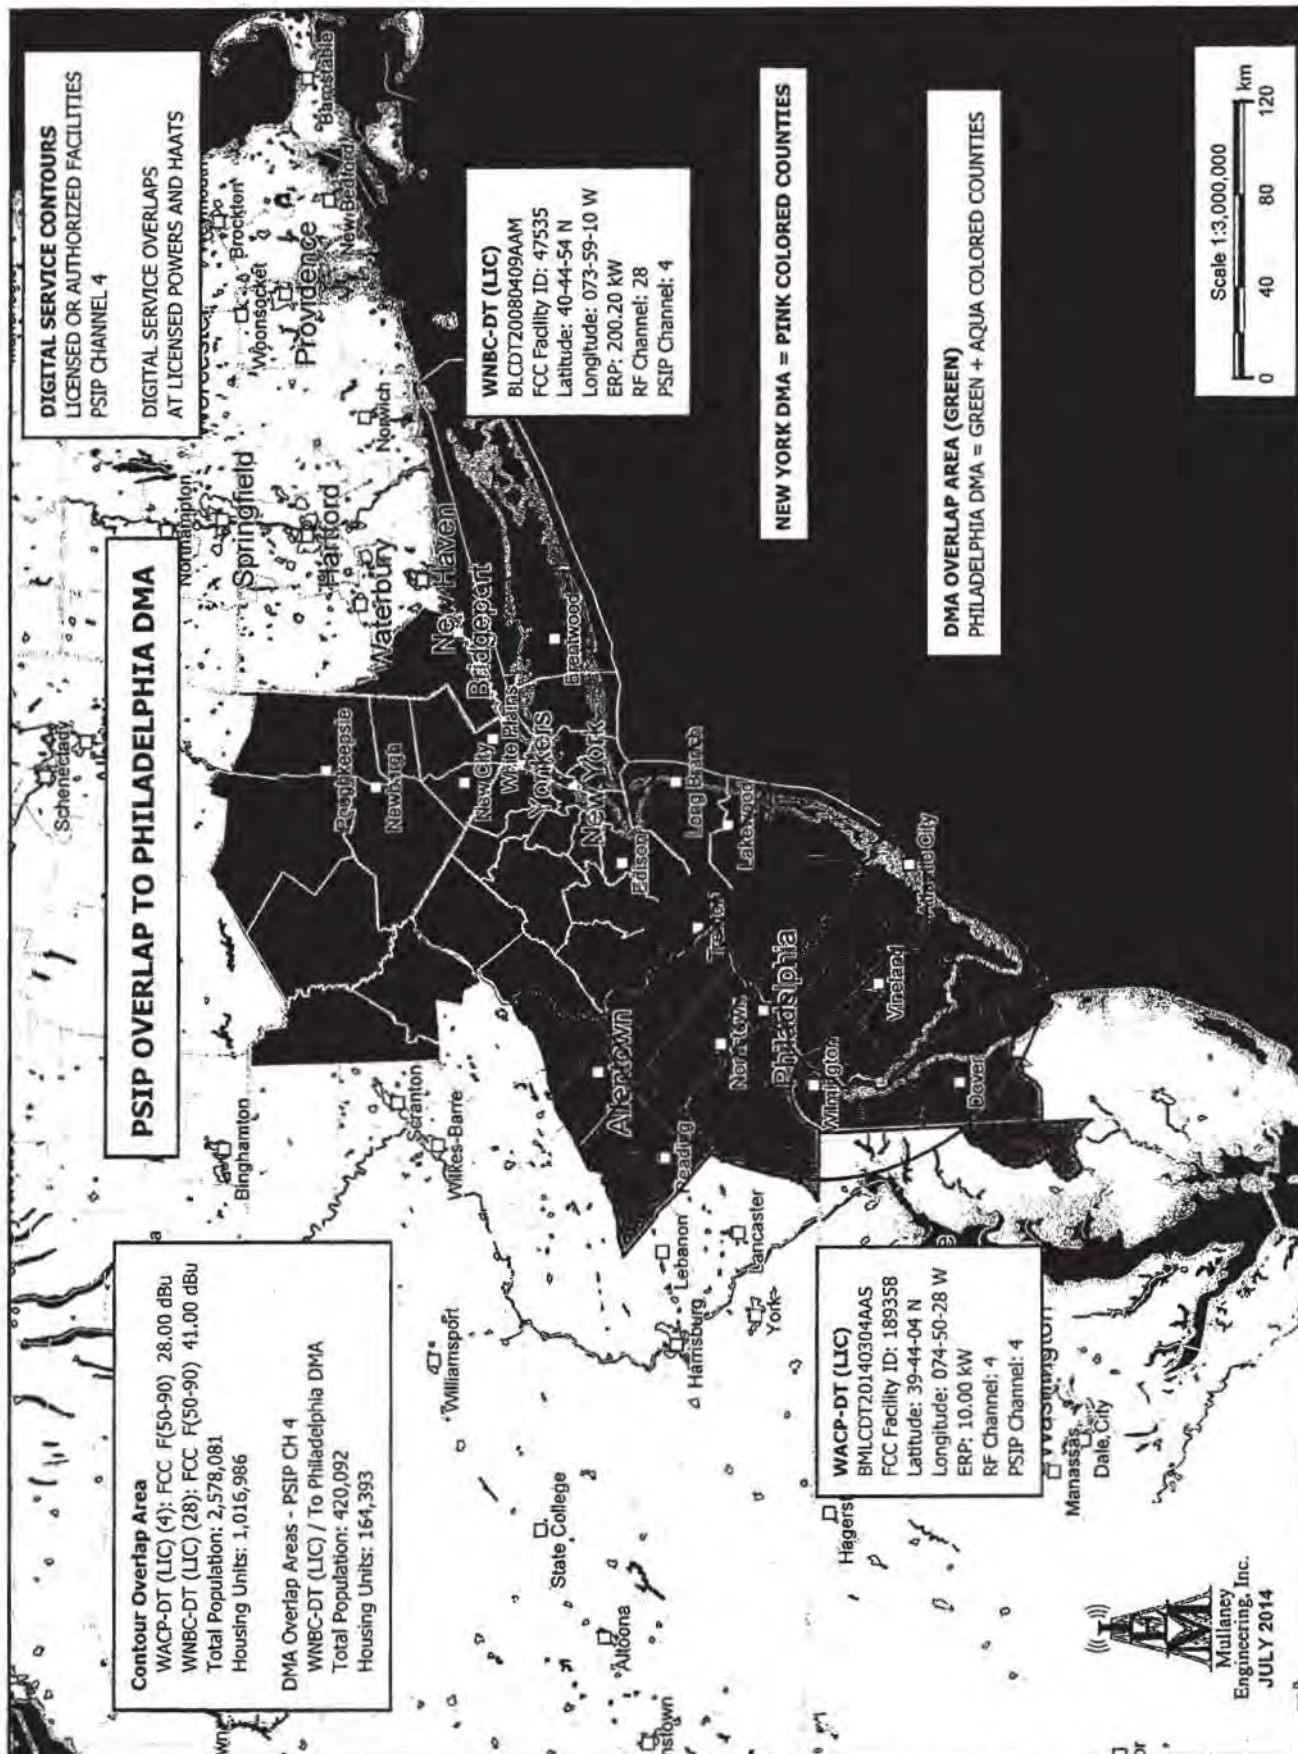 PSIP OVERLAP TO PHILADELPHIA DMA
DIGITAL SERVICE CONTOURS
LICENSED OR AUTHORIZED FACILITIES
PSIP CHANNEL 4
DIGITAL SERVICE OVERLAPS
AT LICENSED POWERS AND HAATS
Contour Overlap Area
WACP-DT (LIC) (4): FCC F(50-90) 28.00 dBu
WNBC-DT (LIC) (28): FCC F(50-90) 41.00 dBu
Total Population: 2,578,081
Housing Units: 1,016,986
DMA Overlap Areas - PSIP CH 4
WNBC-DT (LIC) / To Philadelphia DMA
Total Population: 420,092
Housing Units: 164,393
WNBC-DT (LIC)
BLCDT20080409AAM
FCC Facility ID: 47535
Latitude: 40-44-54 N
Longitude: 073-59-10 W
ERP: 200.20 kW
RF Channel: 28
PSIP Channel: 4
NEW YORK DMA = PINK COLORED COUNTIES
DMA OVERLAP AREA (GREEN)
PHILADELPHIA DMA = GREEN + AQUA COLORED COUNTIES
WACP-DT (LIC)
BMLCDT20140304AAS
FCC Facility ID: 189358
Latitude: 39-44-04 N
Longitude: 074-50-28 W
ERP: 10.00 kW
RF Channel: 4
PSIP Channel: 4
Scale 1:3,000,000
0 40 80 120 km
Mullaney
Engineering, Inc.
JULY 2014
Schenectady
Binghamton
Northampton
Springfield
Brockton
Woonsocket
Providence
Barnstable
New Bedford
Hartford
Norwich
Waterbury
New Haven
Bridgeport
Poughkeepsie
Newburgh
New City
White Plains
Yonkers
Brentwood
New York
Scranton
Wilkes-Barre
Williamsport
Edison
Long Branch
Lakewood
Allentown
Trenton
State College
Altoona
Lebanon
Harrisburg
Lancaster
York
Philadelphia
Wilmington
Vineland
Dover
Washington
Manassas
Dale City